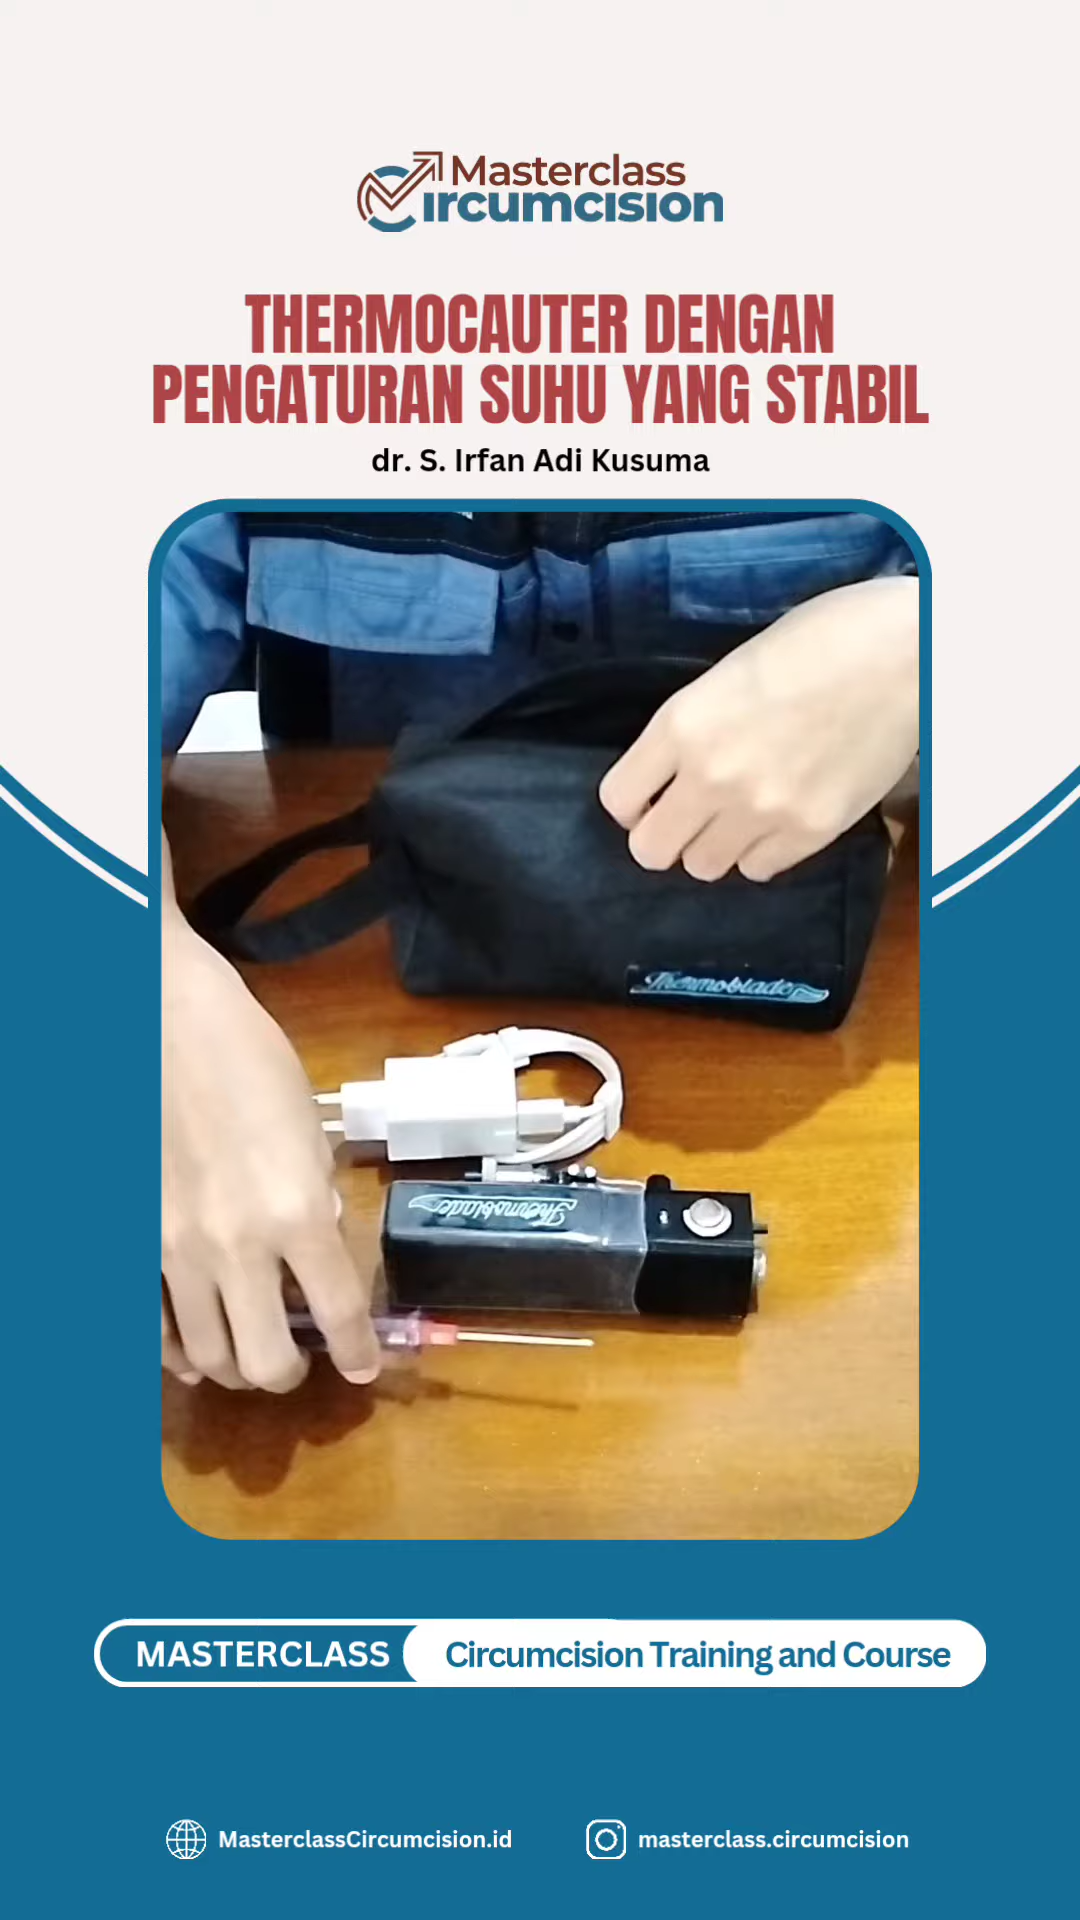 Masterclass
Circumcision
THERMOCAUTER DENGAN
PENGATURAN SUHU YANG STABIL
dr. S. Irfan Adi Kusuma
Thermoblade
Thermoblade
MASTERCLASS Circumcision Training and Course
MasterclassCircumcision.id masterclass.circumcision